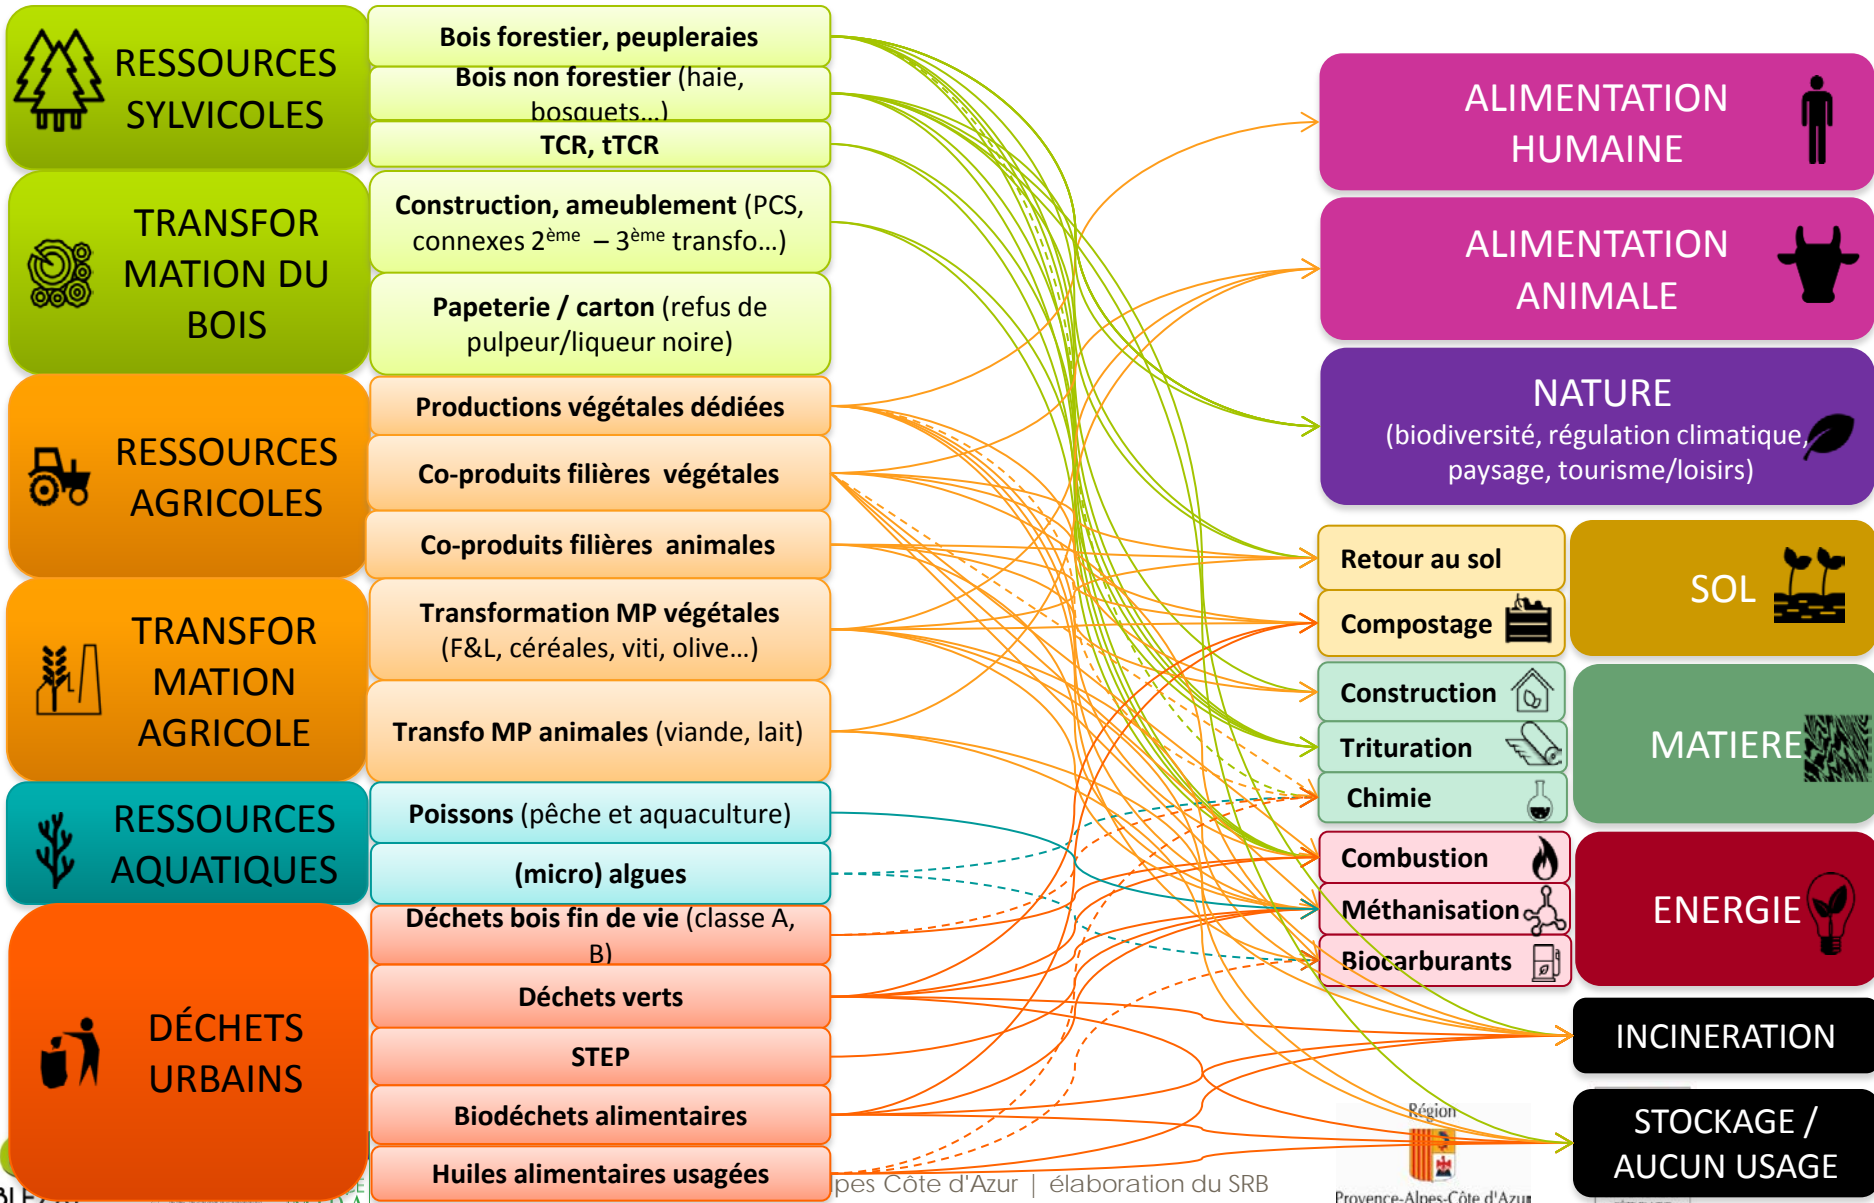 RESSOURCES
SYLVICOLES
Bois forestier, peupleraies
Bois non forestier (haie,
bosquets...)
TCR, tTCR
TRANSFOR
MATION DU
BOIS
Construction, ameublement (PCS,
connexes 2ème – 3ème transfo...)
Papeterie / carton (refus de
pulpeur/liqueur noire)
RESSOURCES
AGRICOLES
Productions végétales dédiées
Co-produits filières végétales
Co-produits filières animales
TRANSFOR
MATION
AGRICOLE
Transformation MP végétales
(F&L, céréales, viti, olive...)
Transfo MP animales (viande, lait)
RESSOURCES
AQUATIQUES
Poissons (pêche et aquaculture)
(micro) algues
DÉCHETS
URBAINS
Déchets bois fin de vie (classe A,
B)
Déchets verts
STEP
Biodéchets alimentaires
Huiles alimentaires usagées
ALIMENTATION
HUMAINE
ALIMENTATION
ANIMALE
NATURE
(biodiversité, régulation climatique,
paysage, tourisme/loisirs)
Retour au sol
Compostage
SOL
Construction
Trituration
Chimie
MATIERE
Combustion
Méthanisation
Biocarburants
ENERGIE
INCINERATION
STOCKAGE /
AUCUN USAGE
pes Côte d'Azur | élaboration du SRB
Région
Provence-Alpes-Côte d'Azur